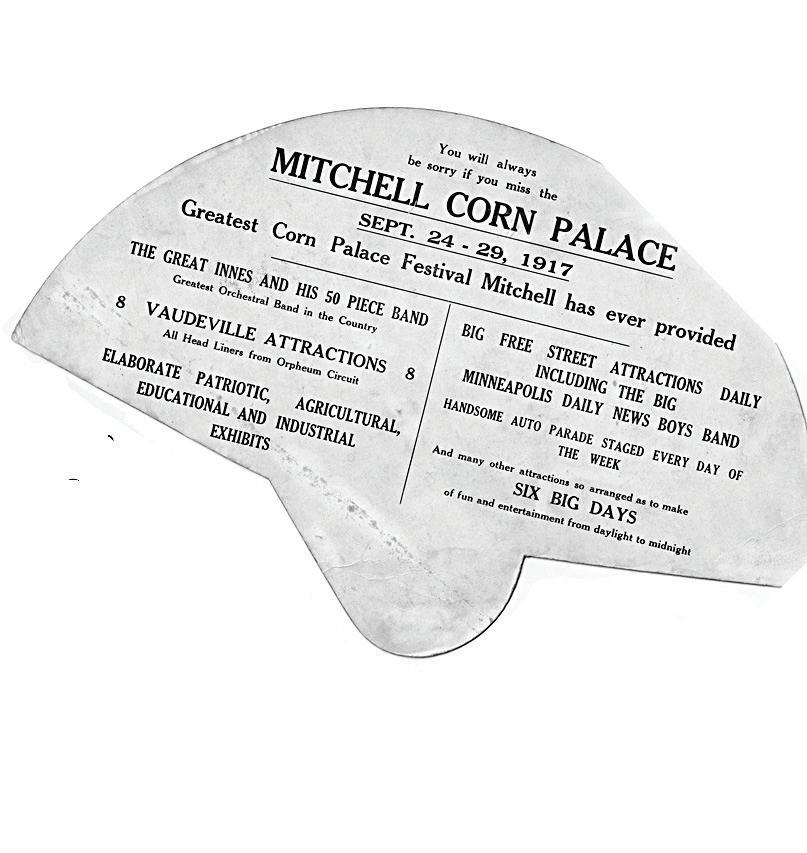 You will always
be sorry if you miss the
MITCHELL CORN PALACE
SEPT. 24 - 29, 1917
Greatest Corn Palace Festival Mitchell has ever provided
THE GREAT INNES AND HIS 50 PIECE BAND
Greatest Orchestral Band in the Country
8 VAUDEVILLE ATTRACTIONS 8
All Head Liners from Orpheum Circuit
ELABORATE PATRIOTIC, AGRICULTURAL,
EDUCATIONAL AND INDUSTRIAL
EXHIBITS
BIG FREE STREET ATTRACTIONS DAILY
INCLUDING THE BIG
MINNEAPOLIS DAILY NEWS BOYS BAND
HANDSOME AUTO PARADE STAGED EVERY DAY OF
THE WEEK
And many other attractions so arranged as to make
SIX BIG DAYS
of fun and entertainment from daylight to midnight